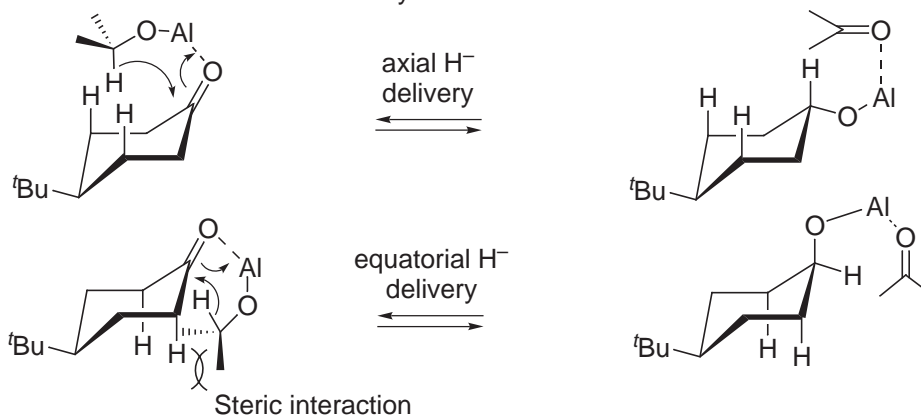 O–Al
H
O
H
H
tBu
axial H–
delivery
O
H
Al
O
H
H
tBu
O
Al
O
H
H
H
tBu
Steric interaction
equatorial H–
delivery
O
Al
O
H
H
H
tBu